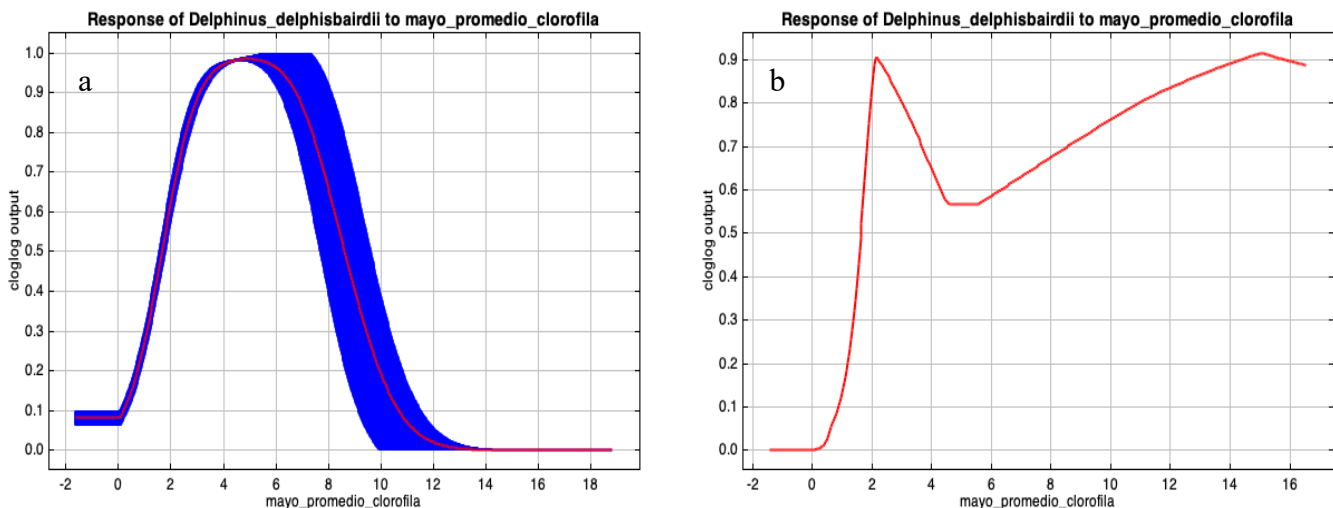 Response of Delphinus_delphisbairdii to mayo_promedio_clorofila
a
cloglog output
1.0
0.9
0.8
0.7
0.6
0.5
0.4
0.3
0.2
0.1
0.0
-2 0 2 4 6 8 10 12 14 16 18
mayo_promedio_clorofila
Response of Delphinus_delphisbairdii to mayo_promedio_clorofila
b
cloglog output
0.9
0.8
0.7
0.6
0.5
0.4
0.3
0.2
0.1
0.0
-2 0 2 4 6 8 10 12 14 16
mayo_promedio_clorofila